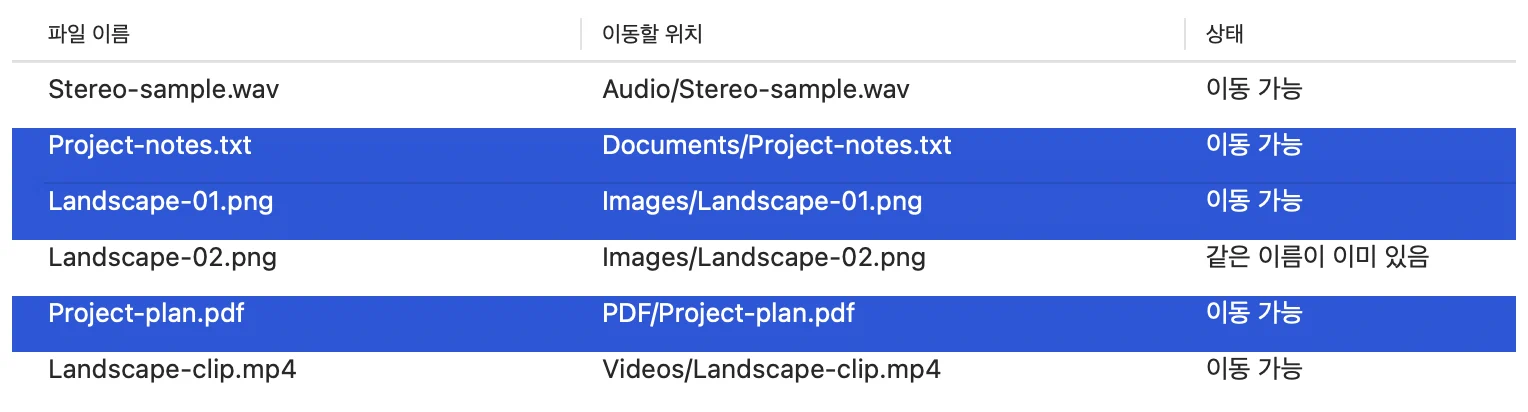 파일 이름 이동할 위치 상태
Stereo-sample.wav Audio/Stereo-sample.wav 이동 가능
Project-notes.txt Documents/Project-notes.txt 이동 가능
Landscape-01.png Images/Landscape-01.png 이동 가능
Landscape-02.png Images/Landscape-02.png 같은 이름이 이미 있음
Project-plan.pdf PDF/Project-plan.pdf 이동 가능
Landscape-clip.mp4 Videos/Landscape-clip.mp4 이동 가능